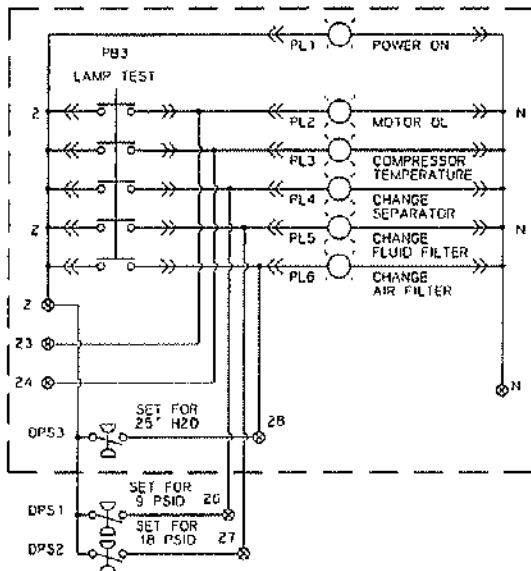 PB3
LAMP TEST
PL1 POWER ON
2 PL2 MOTOR OL N
PL3 COMPRESSOR
TEMPERATURE
PL4 CHANGE
SEPARATOR
2 PL5 CHANGE N
FLUID FILTER
PL6 CHANGE
AIR FILTER
2
23
24 N
DPS3 SET FOR
25" H2O 28
DPS1 SET FOR
9 PSID 26
DPS2 SET FOR
18 PSID 27